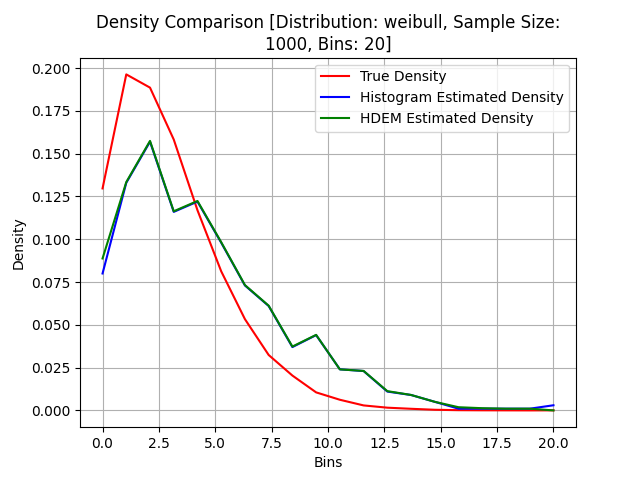 Density Comparison [Distribution: weibull, Sample Size:
1000, Bins: 20]
True Density
Histogram Estimated Density
HDEM Estimated Density
Density
0.200
0.175
0.150
0.125
0.100
0.075
0.050
0.025
0.000
0.0 2.5 5.0 7.5 10.0 12.5 15.0 17.5 20.0
Bins